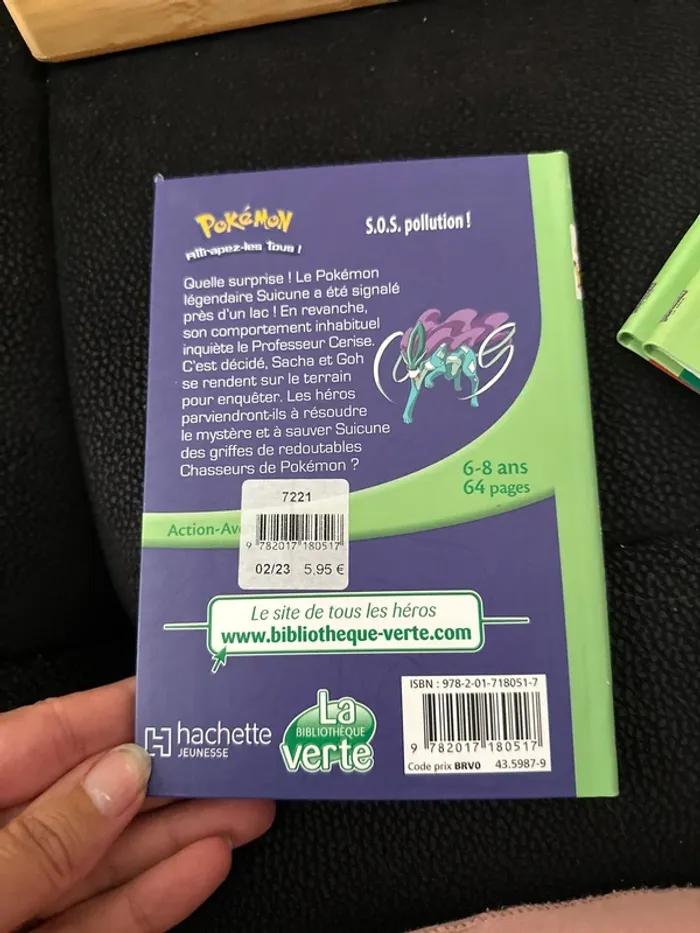 POKéMON
Attrapez-les tous !
S.O.S. pollution !
Quelle surprise ! Le Pokémon
légendaire Suicune a été signalé
près d'un lac ! En revanche,
son comportement inhabituel
inquiète le Professeur Cerise.
C'est décidé, Sacha et Goh
se rendent sur le terrain
pour enquêter. Les héros
parviendront-ils à résoudre
le mystère et à sauver Suicune
des griffes de redoutables
Chasseurs de Pokémon ?
6-8 ans
64 pages
Action-Av
7221
9 782017 180517
02/23 5,95 €
Le site de tous les héros
www.bibliotheque-verte.com
hachette
JEUNESSE
La
BIBLIOTHÈQUE
verte
ISBN : 978-2-01-718051-7
9 782017 180517
Code prix BRV0 43.5987-9